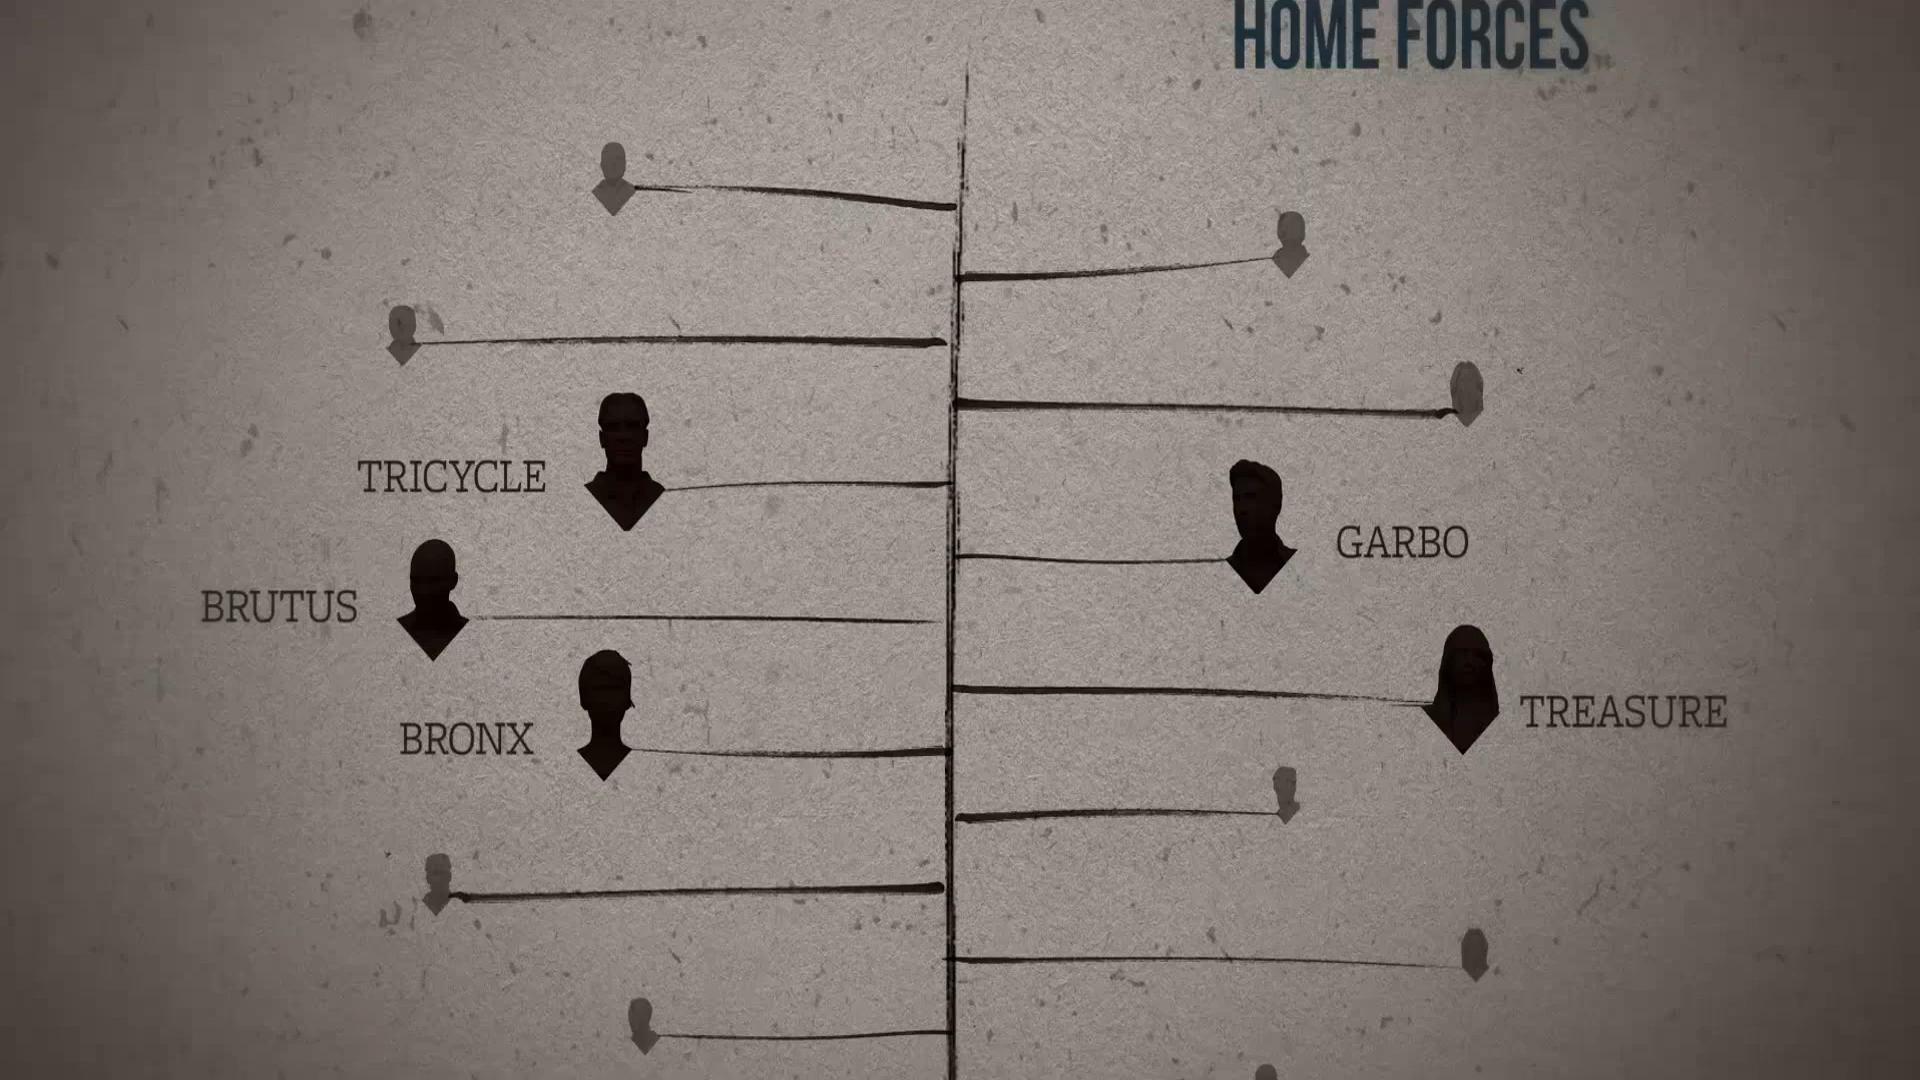 HOME FORCES
TRICYCLE
GARBO
BRUTUS
TREASURE
BRONX